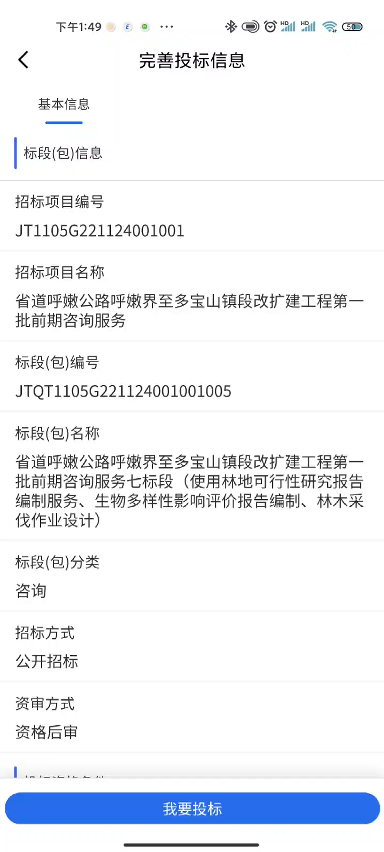 下午1:49
完善投标信息
基本信息
标段(包)信息
招标项目编号
JT1105G221124001001
招标项目名称
省道呼嫩公路呼嫩界至多宝山镇段改扩建工程第一
批前期咨询服务
标段(包)编号
JTQT1105G221124001001005
标段(包)名称
省道呼嫩公路呼嫩界至多宝山镇段改扩建工程第一
批前期咨询服务七标段（使用林地可行性研究报告
编制服务、生物多样性影响评价报告编制、林木采
伐作业设计）
标段(包)分类
咨询
招标方式
公开招标
资审方式
资格后审
我要投标